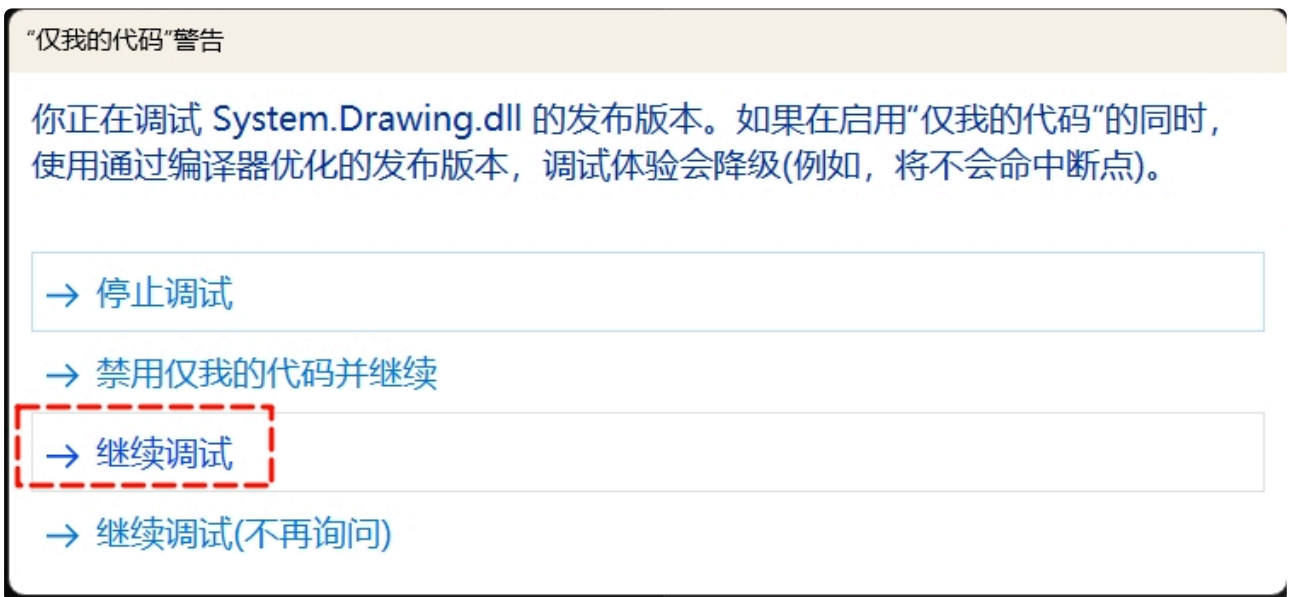 “仅我的代码”警告
你正在调试 System.Drawing.dll 的发布版本。如果在启用“仅我的代码”的同时，
使用通过编译器优化的发布版本，调试体验会降级(例如，将不会命中断点)。
→ 停止调试
→ 禁用仅我的代码并继续
→ 继续调试
→ 继续调试(不再询问)